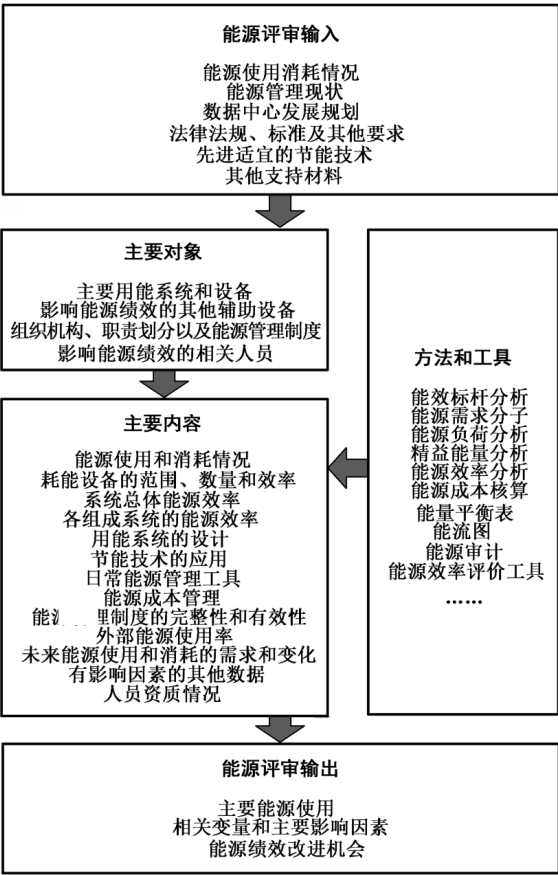 能源评审输入
能源使用消耗情况
能源管理现状
数据中心发展规划
法律法规、标准及其他要求
先进适宜的节能技术
其他支持材料
主要对象
主要用能系统和设备
影响能源绩效的其他辅助设备
组织机构、职责划分以及能源管理制度
影响能源绩效的相关人员
主要内容
能源使用和消耗情况
耗能设备的范围、数量和效率
系统总体能源效率
各组成系统的能源效率
用能系统的设计
节能技术的应用
日常能源管理工具
能源成本管理
能 理制度的完整性和有效性
外部能源使用率
未来能源使用和消耗的需求和变化
有影响因素的其他数据
人员资质情况
方法和工具
能效标杆分析
能源需求分子
能源负荷分析
精益能量分析
能源效率分析
能源成本核算
能量平衡表
能流图
能源审计
能源效率评价工具
……
能源评审输出
主要能源使用
相关变量和主要影响因素
能源绩效改进机会